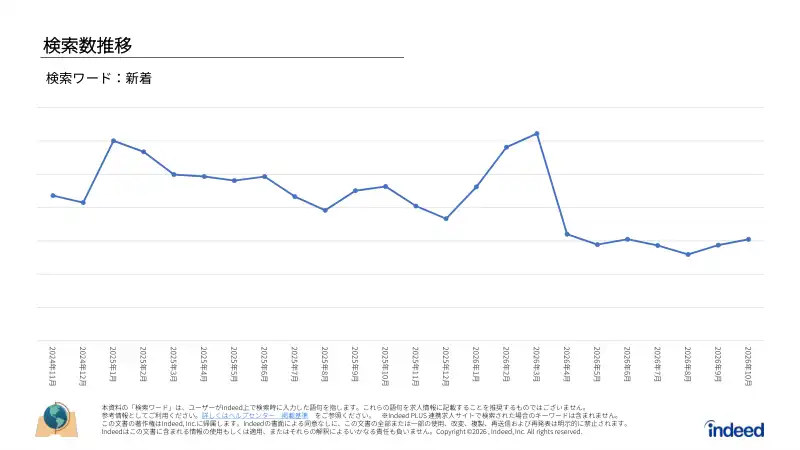 検索数推移
検索ワード：新着
2024年11月
2024年12月
2025年1月
2025年2月
2025年3月
2025年4月
2025年5月
2025年6月
2025年7月
2025年8月
2025年9月
2025年10月
2025年11月
2025年12月
2026年1月
2026年2月
2026年3月
2026年4月
2026年5月
2026年6月
2026年7月
2026年8月
2026年9月
2026年10月
本資料の「検索ワード」は、ユーザーがIndeed上で検索時に入力した語句を指します。これらの語句を求人情報に記載することを推奨するものではございません。
参考情報としてご利用ください。詳しくはヘルプセンター　掲載基準　をご参照ください。　※Indeed PLUS 連携求人サイトで検索された場合のキーワードは含まれません。
この文書の著作権はIndeed, Inc.に帰属します。Indeedの書面による同意なしに、この文書の全部または一部の使用、改変、複製、再送信および再発表は明示的に禁止されます。
Indeedはこの文書に含まれる情報の使用もしくは適用、またはそれらの解釈によるいかなる責任も負いません。Copyright ©2026 , Indeed, Inc. All rights reserved.
indeed